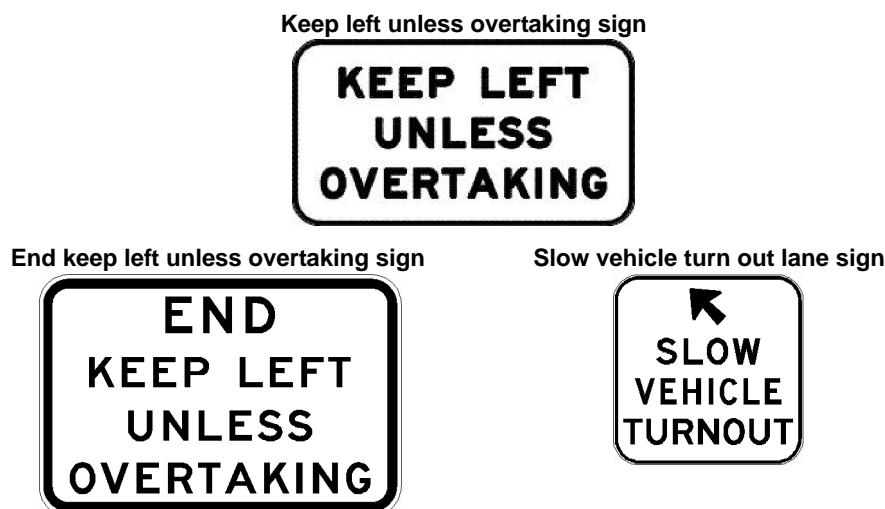 Keep left unless overtaking sign
KEEP LEFT
UNLESS
OVERTAKING
End keep left unless overtaking sign
END
KEEP LEFT
UNLESS
OVERTAKING
Slow vehicle turn out lane sign
SLOW
VEHICLE
TURNOUT